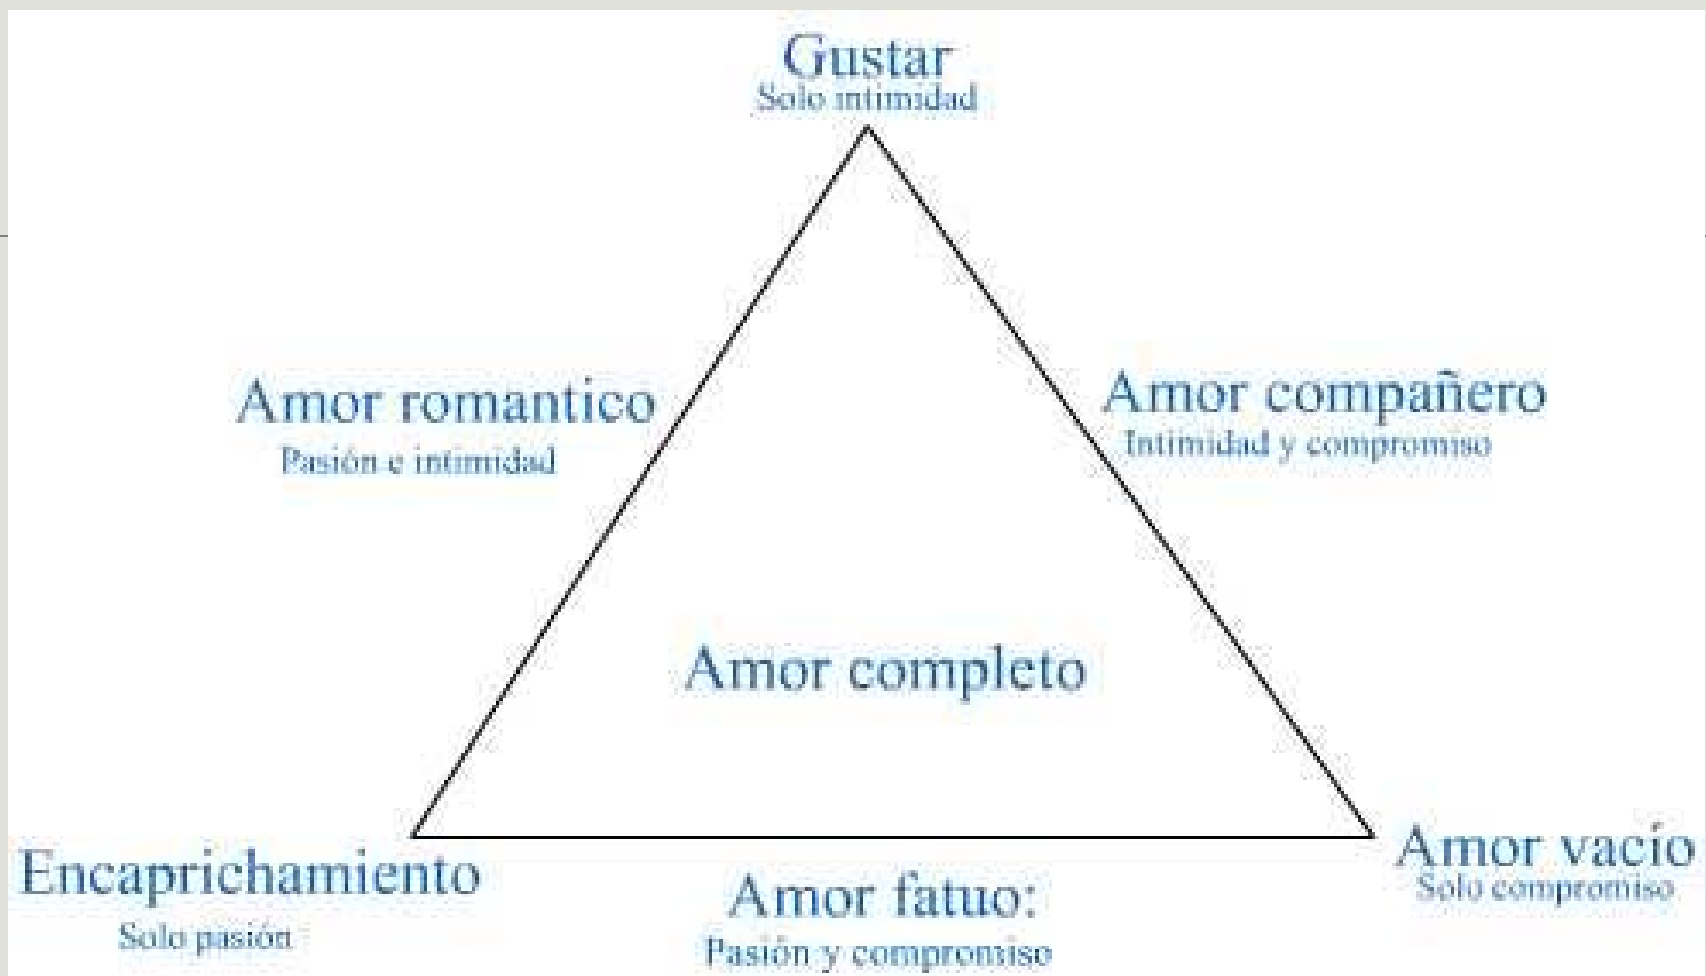 Gustar
Solo intimidad
Amor romantico
Pasión e intimidad
Amor compañero
Intimidad y compromiso
Amor completo
Encaprichamiento
Solo pasión
Amor fatuo:
Pasión y compromiso
Amor vacío
Solo compromiso